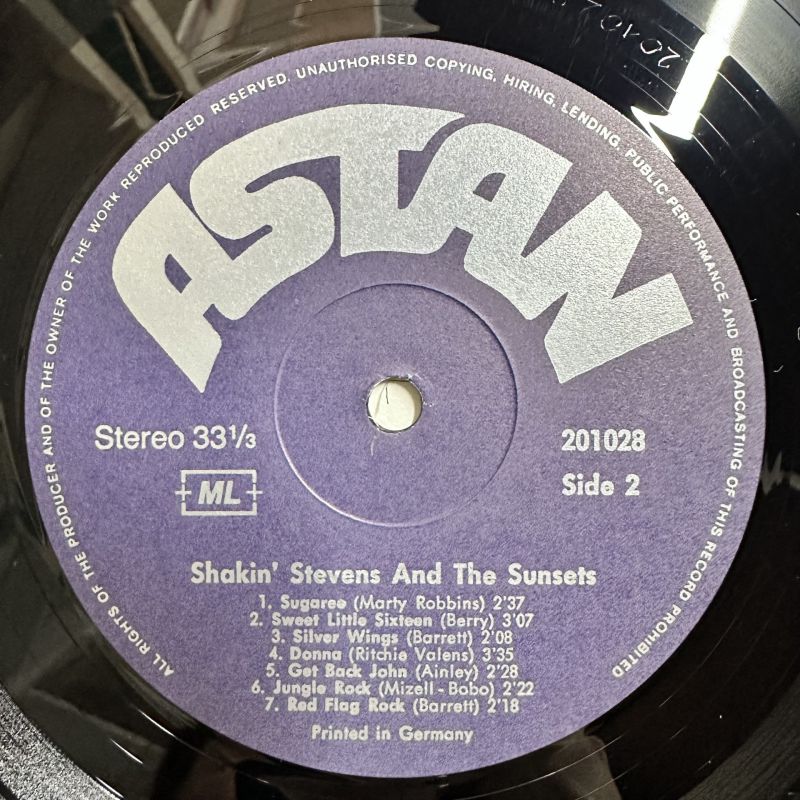 ALL RIGHTS OF THE PRODUCER AND OF THE OWNER OF THE WORK REPRODUCED RESERVED. UNAUTHORISED COPYING, HIRING, LENDING, PUBLIC PERFORMANCE AND BROADCASTING OF THIS RECORD PROHIBITED
ASTAN
Stereo 33 1/3
ML
201028
Side 2
Shakin' Stevens And The Sunsets
1. Sugaree (Marty Robbins) 2'37
2. Sweet Little Sixteen (Berry) 3'07
3. Silver Wings (Barrett) 2'08
4. Donna (Ritchie Valens) 3'35
5. Get Back John (Ainley) 2'28
6. Jungle Rock (Mizell-Bobo) 2'22
7. Red Flag Rock (Barrett) 2'18
Printed in Germany